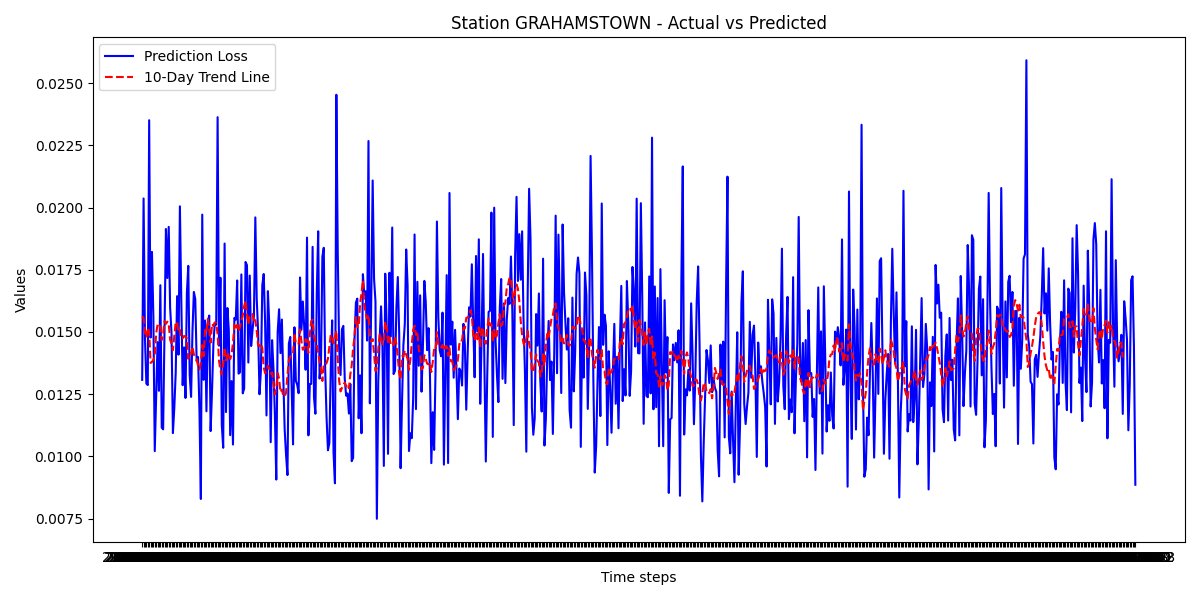 Station GRAHAMSTOWN - Actual vs Predicted
Prediction Loss
10-Day Trend Line
0.0250
0.0225
0.0200
0.0175
0.0150
0.0125
0.0100
0.0075
Values
Time steps